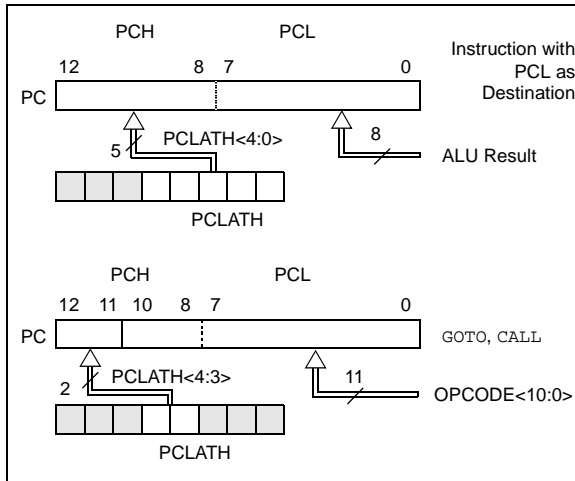 PCH PCL
12 8 7 0
Instruction with
PCL as
Destination
PC
5 PCLATH<4:0> 8
ALU Result
PCLATH
PCH PCL
12 11 10 8 7 0
PC GOTO, CALL
2 PCLATH<4:3> 11
OPCODE<10:0>
PCLATH